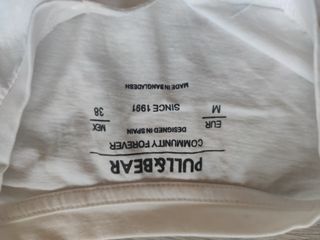 PULL&BEAR
COMMUNITY FOREVER
DESIGNED IN SPAIN
EUR MEX
M SINCE 1991 38
MADE IN BANGLADESH